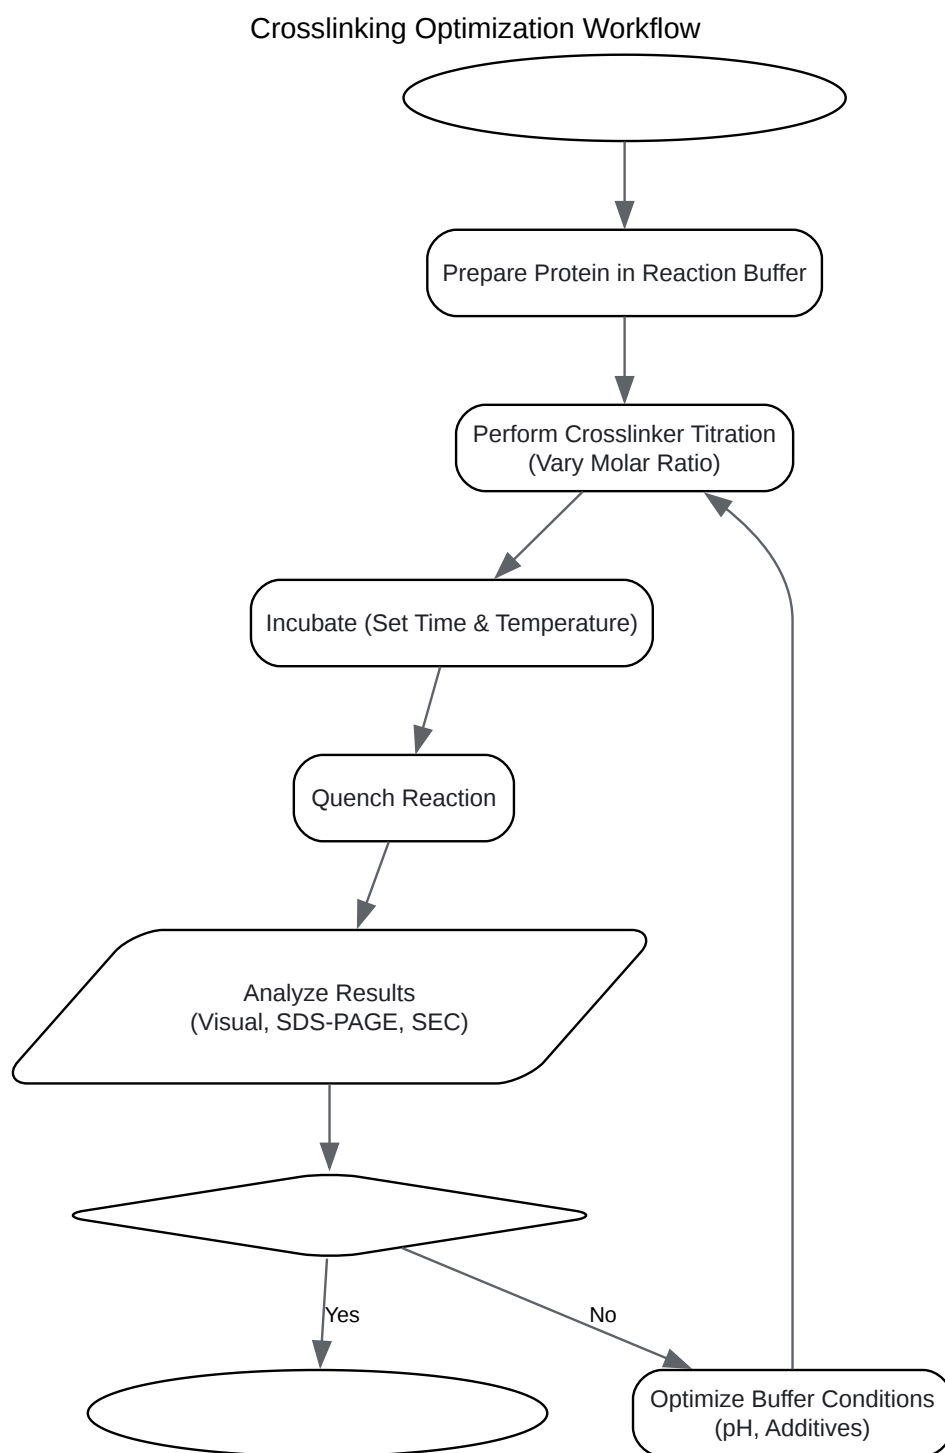 Crosslinking Optimization Workflow
Prepare Protein in Reaction Buffer
Perform Crosslinker Titration
(Vary Molar Ratio)
Incubate (Set Time & Temperature)
Quench Reaction
Analyze Results
(Visual, SDS-PAGE, SEC)
Yes
No
Optimize Buffer Conditions
(pH, Additives)